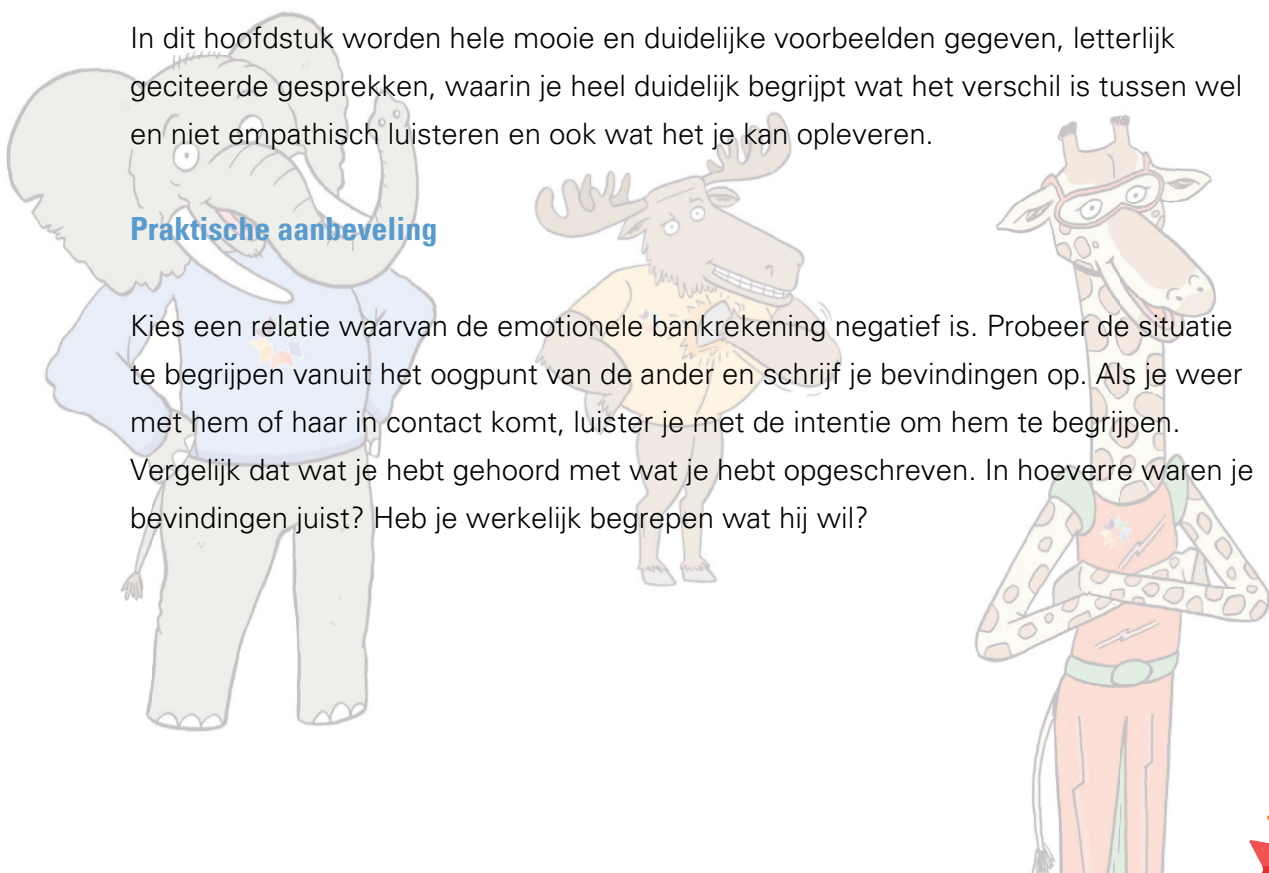 In dit hoofdstuk worden hele mooie en duidelijke voorbeelden gegeven, letterlijk
geciteerde gesprekken, waarin je heel duidelijk begrijpt wat het verschil is tussen wel
en niet empathisch luisteren en ook wat het je kan opleveren.
Praktische aanbeveling
Kies een relatie waarvan de emotionele bankrekening negatief is. Probeer de situatie
te begrijpen vanuit het oogpunt van de ander en schrijf je bevindingen op. Als je weer
met hem of haar in contact komt, luister je met de intentie om hem te begrijpen.
Vergelijk dat wat je hebt gehoord met wat je hebt opgeschreven. In hoeverre waren je
bevindingen juist? Heb je werkelijk begrepen wat hij wil?